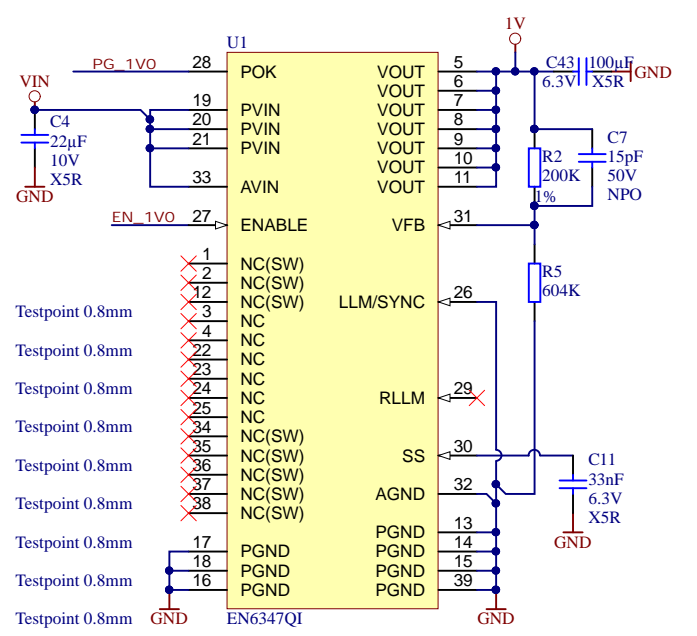 1V
U1
PG_1V0
28
POK
VOUT
5
C43
100µF
GND
VOUT
6
6.3V
X5R
VIN
19
PVIN
VOUT
7
C4
20
PVIN
VOUT
8
22µF
21
PVIN
VOUT
9
C7
10V
VOUT
10
R2
15pF
X5R
33
AVIN
VOUT
11
200K
50V
GND
1%
NPO
EN_1V0
27
ENABLE
VFB
31
1
NC(SW)
2
NC(SW)
R5
12
NC(SW)
LLM/SYNC
26
604K
Testpoint 0.8mm
3
NC
4
NC
Testpoint 0.8mm
22
NC
23
NC
Testpoint 0.8mm
24
NC
RLLM
29
25
NC
Testpoint 0.8mm
34
NC(SW)
35
NC(SW)
SS
30
C11
Testpoint 0.8mm
36
NC(SW)
33nF
37
NC(SW)
AGND
32
6.3V
Testpoint 0.8mm
38
NC(SW)
X5R
PGND
13
GND
Testpoint 0.8mm
17
PGND
PGND
14
18
PGND
PGND
15
Testpoint 0.8mm
16
PGND
PGND
39
Testpoint 0.8mm
GND
EN6347QI
GND